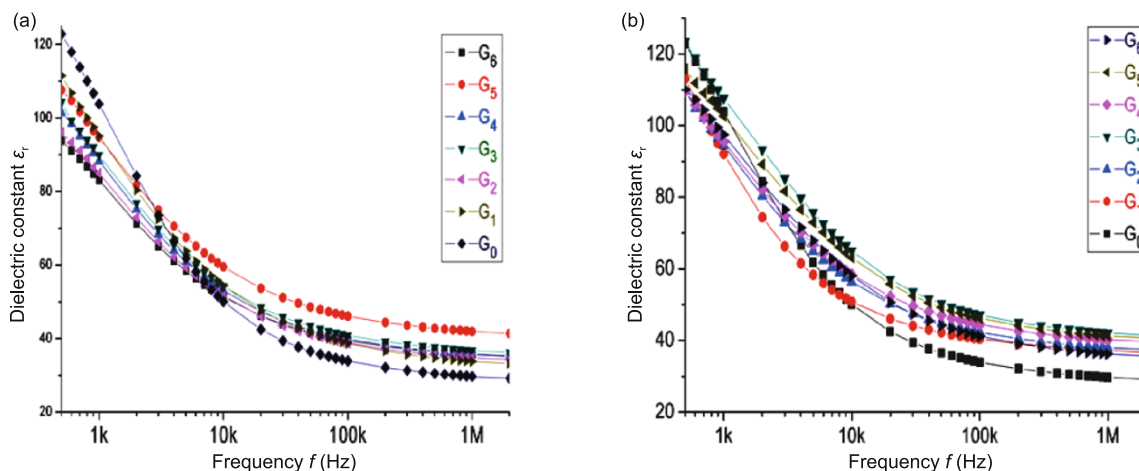 (a)
Dielectric constant εr
120
100
80
60
40
20
1k
10k
100k
1M
Frequency f (Hz)
G6
G5
G4
G3
G2
G1
G0
(b)
Dielectric constant εr
120
100
80
60
40
20
1k
10k
100k
1M
Frequency f (Hz)
G
G
G
G
G
G
G